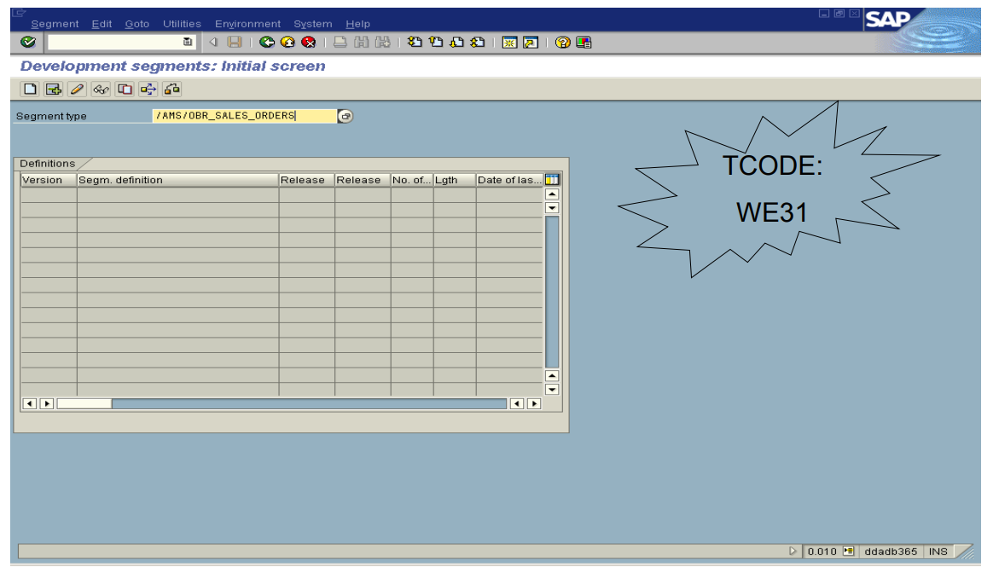 Segment Edit Goto Utilities Environment System Help
SAP
Development segments: Initial screen
Segment type /AMS/OBR_SALES_ORDERS
TCODE:
WE31
Definitions
Version Segm. definition Release Release No. of... Lgth Date of las...
0.010 ddadb365 INS